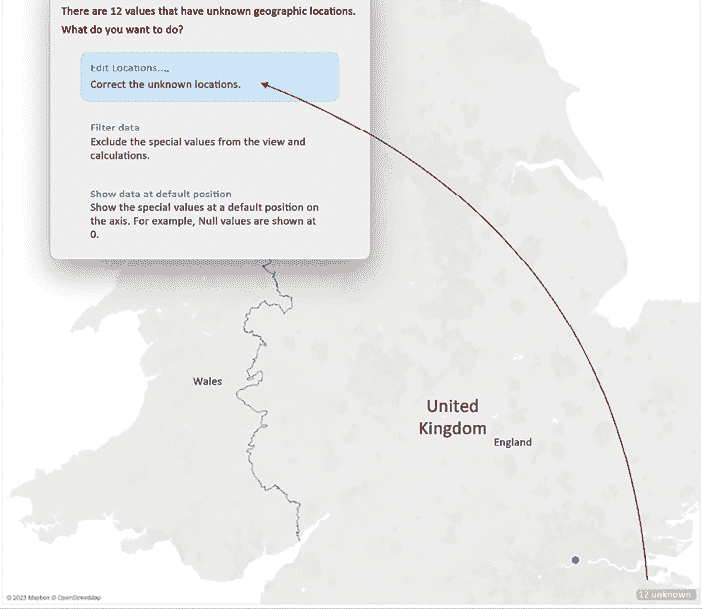 There are 12 values that have unknown geographic locations.
What do you want to do?
Edit Locations....
Correct the unknown locations.
Filter data
Exclude the special values from the view and
calculations.
Show data at default position
Show the special values at a default position on
the axis. For example, Null values are shown at
0.
Wales
United
Kingdom
England
12 unknown
© 2023 Mapbox © OpenStreetMap